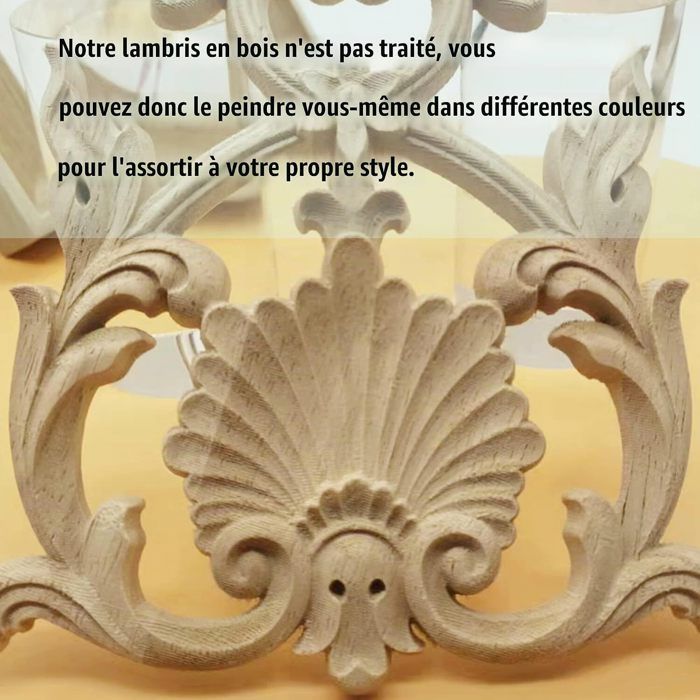 Notre lambris en bois n'est pas traité, vous
pouvez donc le peindre vous-même dans différentes couleurs
pour l'assortir à votre propre style.